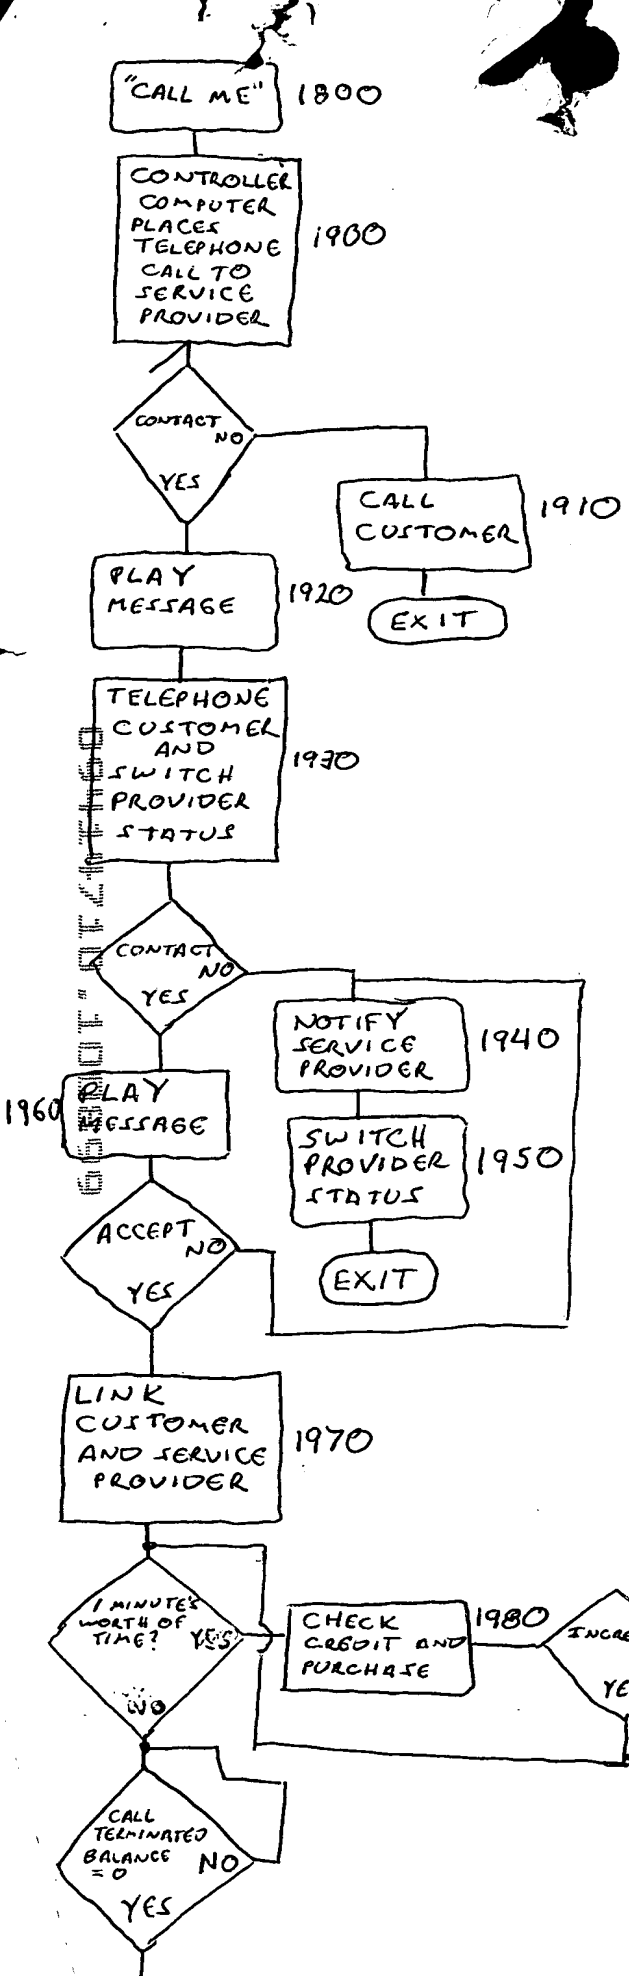 "CALL ME" 1800
CONTROLLER
COMPUTER
PLACES
TELEPHONE
CALL TO
SERVICE
PROVIDER
1900
CONTACT
NO
YES
CALL
CUSTOMER
1910
EXIT
PLAY
MESSAGE
1920
TELEPHONE
CUSTOMER
AND
SWITCH
PROVIDER
STATUS
1930
CONTACT
NO
YES
NOTIFY
SERVICE
PROVIDER
1940
SWITCH
PROVIDER
STATUS
1950
EXIT
1960
PLAY
MESSAGE
ACCEPT
NO
YES
LINK
CUSTOMER
AND SERVICE
PROVIDER
1970
1 MINUTE'S
WORTH OF
TIME? YES
NO
CHECK
CREDIT AND
PURCHASE
1980
INCRE
YE
CALL
TERMINATED
BALANCE
= 0
NO
YES